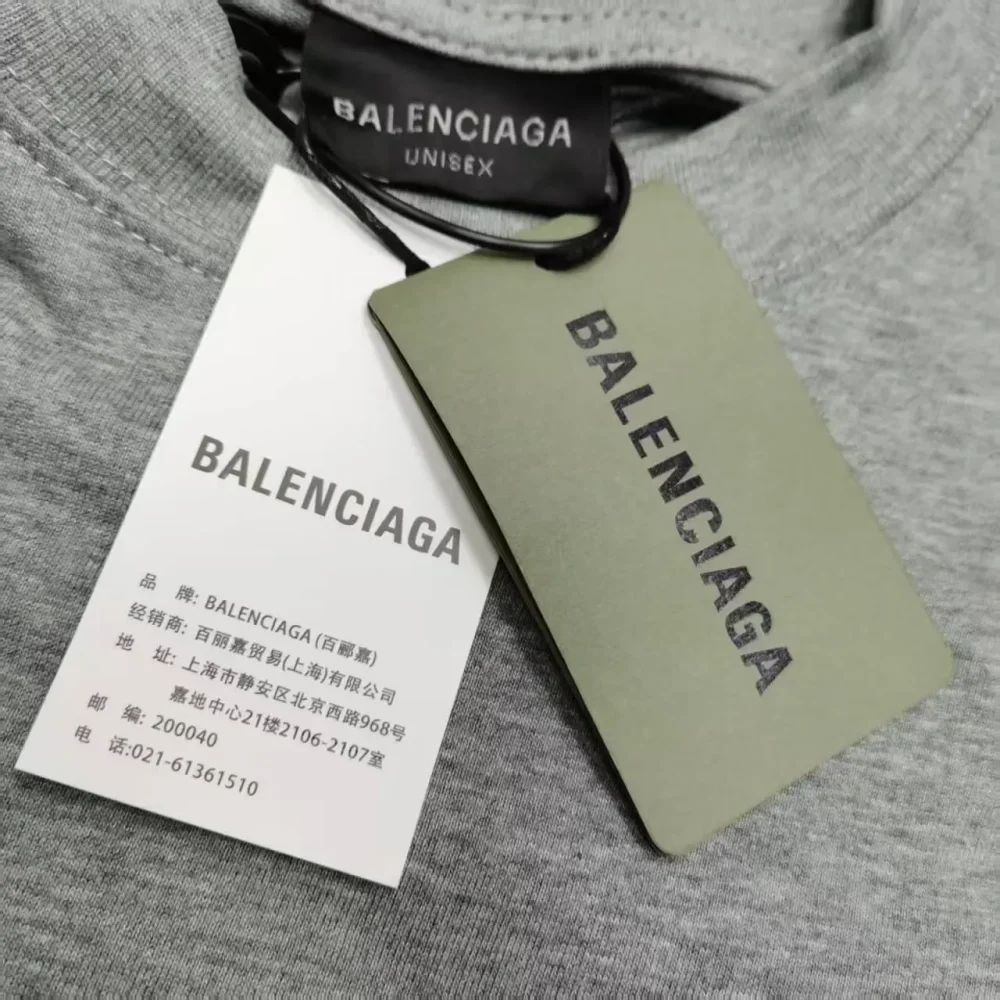 BALENCIAGA
UNISEX
BALENCIAGA
品 牌: BALENCIAGA (百郦嘉)
经销商: 百丽嘉贸易(上海)有限公司
地 址: 上海市静安区北京西路968号
嘉地中心21楼2106-2107室
邮 编: 200040
电 话:021-61361510
BALENCIAGA